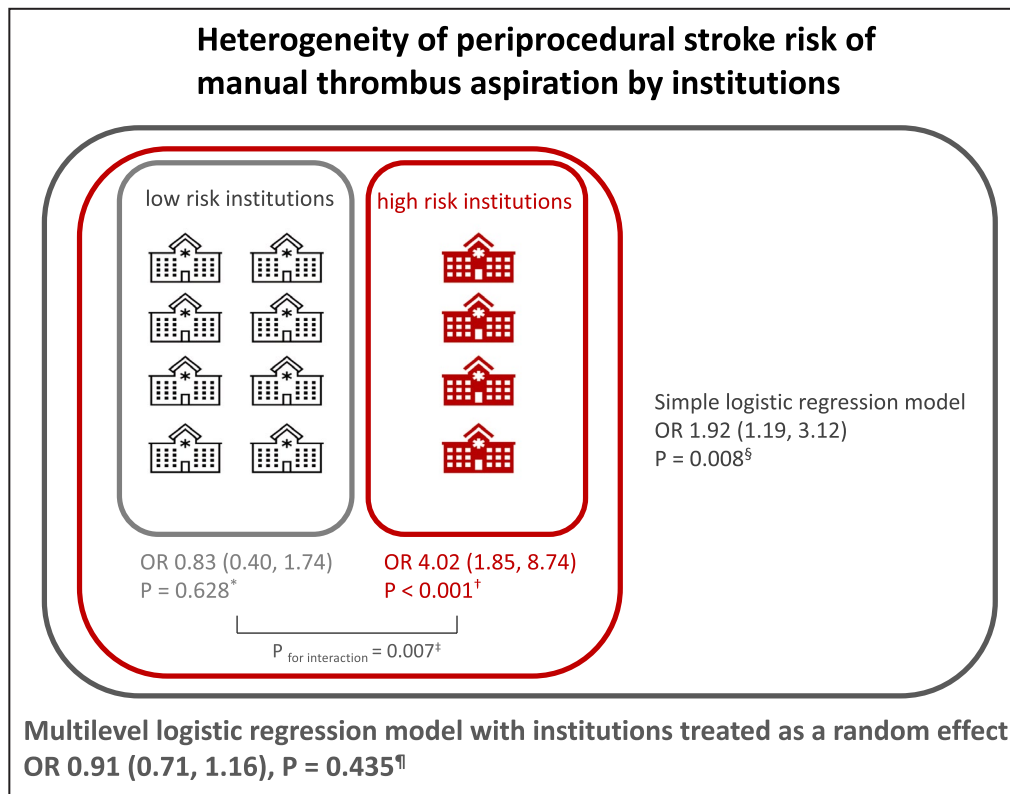 Heterogeneity of periprocedural stroke risk of
manual thrombus aspiration by institutions
low risk institutions
high risk institutions
Simple logistic regression model
OR 1.92 (1.19, 3.12)
P = 0.008§
OR 0.83 (0.40, 1.74)
P = 0.628*
OR 4.02 (1.85, 8.74)
P < 0.001†
P for interaction = 0.007‡
Multilevel logistic regression model with institutions treated as a random effect
OR 0.91 (0.71, 1.16), P = 0.435¶